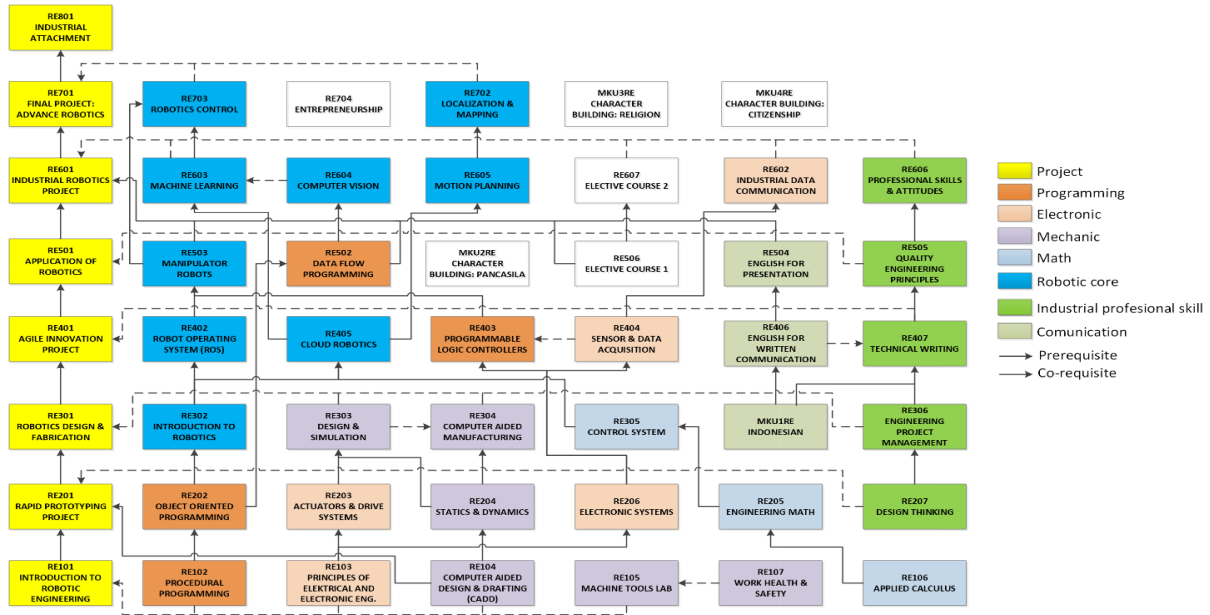 RE801
INDUSTRIAL
ATTACHMENT
RE701
FINAL PROJECT:
ADVANCE ROBOTICS
RE703
ROBOTICS CONTROL
RE704
ENTREPRENEURSHIP
RE702
LOCALIZATION &
MAPPING
MKU3RE
CHARACTER
BUILDING: RELIGION
MKU4RE
CHARACTER BUILDING:
CITIZENSHIP
RE601
INDUSTRIAL ROBOTICS
PROJECT
RE603
MACHINE LEARNING
RE604
COMPUTER VISION
RE605
MOTION PLANNING
RE607
ELECTIVE COURSE 2
RE602
INDUSTRIAL DATA
COMMUNICATION
RE606
PROFESSIONAL SKILLS
& ATTITUDES
RE501
APPLICATION OF
ROBOTICS
RE503
MANIPULATOR
ROBOTS
RE502
DATA FLOW
PROGRAMMING
MKU2RE
CHARACTER
BUILDING: PANCASILA
RE506
ELECTIVE COURSE 1
RE504
ENGLISH FOR
PRESENTATION
RE505
QUALITY
ENGINEERING
PRINCIPLES
RE401
AGILE INNOVATION
PROJECT
RE402
ROBOT OPERATING
SYSTEM (ROS)
RE405
CLOUD ROBOTICS
RE403
PROGRAMMABLE
LOGIC CONTROLLERS
RE404
SENSOR & DATA
ACQUISITION
RE406
ENGLISH FOR
WRITTEN
COMMUNICATION
RE407
TECHNICAL WRITING
RE301
ROBOTICS DESIGN &
FABRICATION
RE302
INTRODUCTION TO
ROBOTICS
RE303
DESIGN &
SIMULATION
RE304
COMPUTER AIDED
MANUFACTURING
RE305
CONTROL SYSTEM
MKU1RE
INDONESIAN
RE306
ENGINEERING
PROJECT
MANAGEMENT
RE201
RAPID PROTOTYPING
PROJECT
RE202
OBJECT ORIENTED
PROGRAMMING
RE203
ACTUATORS & DRIVE
SYSTEMS
RE204
STATICS & DYNAMICS
RE206
ELECTRONIC SYSTEMS
RE205
ENGINEERING MATH
RE207
DESIGN THINKING
RE101
INTRODUCTION TO
ROBOTIC
ENGINEERING
RE102
PROCEDURAL
PROGRAMMING
RE103
PRINCIPLES OF
ELEKTRICAL AND
ELECTRONIC ENG.
RE104
COMPUTER AIDED
DESIGN & DRAFTING
(CADD)
RE105
MACHINE TOOLS LAB
RE107
WORK HEALTH &
SAFETY
RE106
APPLIED CALCULUS
Project
Programming
Electronic
Mechanic
Math
Robotic core
Industrial profesional skill
Comunication
Prerequisite
Co-requisite